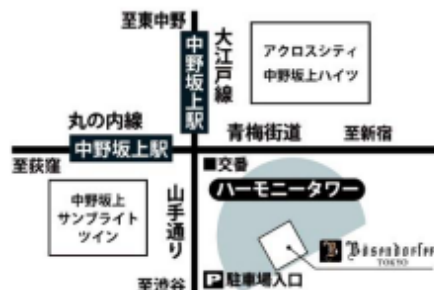 至東中野
中野坂上駅
大江戸線
アクロスシティ
中野坂上ハイツ
丸の内線
中野坂上駅
青梅街道
至新宿
至荻窪
■交番
ハーモニータワー
中野坂上
サンブライト
ツイン
山手通り
B Bösendorfer
TOKYO
至渋谷
P 駐車場入口